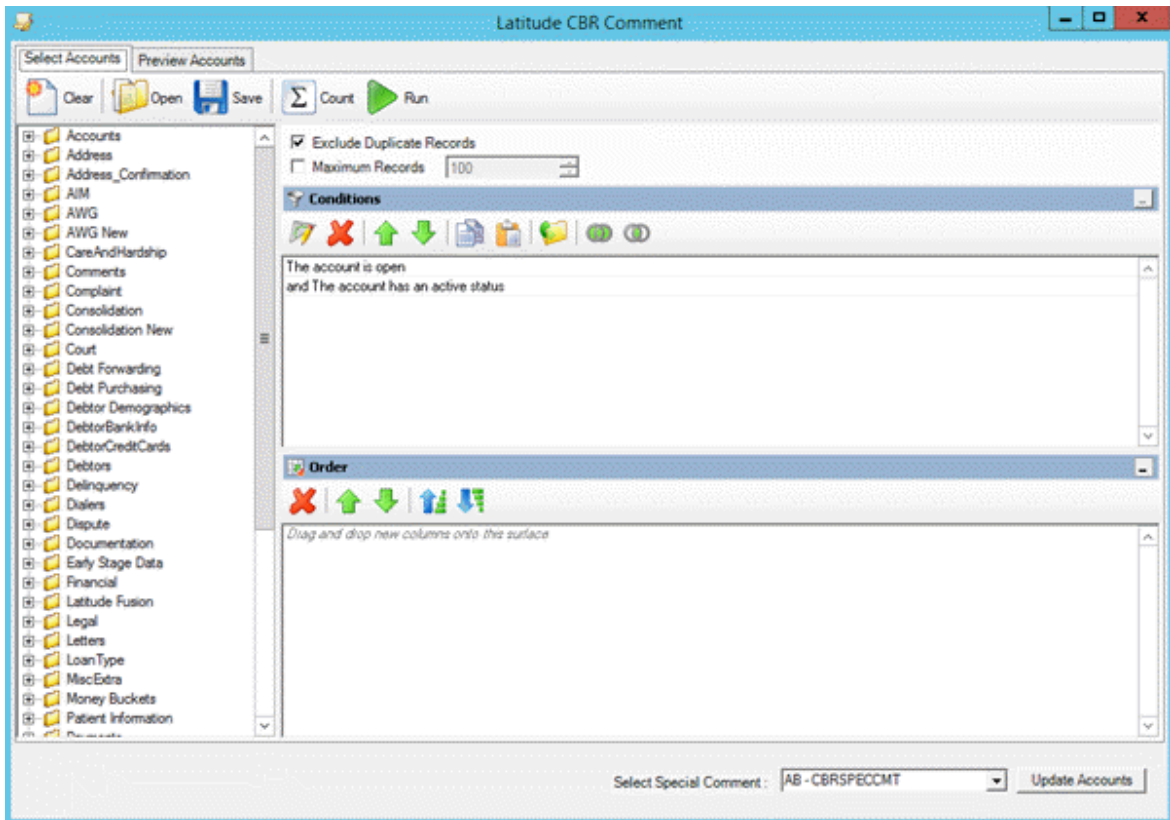 Latitude CBR Comment
Select Accounts Preview Accounts
Clear Open Save Σ Count Run
Accounts
Address
Address_Confirmation
AIM
AWG
AWG New
CareAndHardship
Comments
Complaint
Consolidation
Consolidation New
Court
Debt Forwarding
Debt Purchasing
Debtor Demographics
DebtorBankInfo
DebtorCreditCards
Debtors
Delinquency
Dialers
Dispute
Documentation
Early Stage Data
Financial
Latitude Fusion
Legal
Letters
LoanType
MiscExtra
Money Buckets
Patient Information
Exclude Duplicate Records
Maximum Records 100
Conditions
The account is open
and The account has an active status
Order
Drag and drop new columns onto this surface
Select Special Comment : AB - CBRSPECCMT Update Accounts